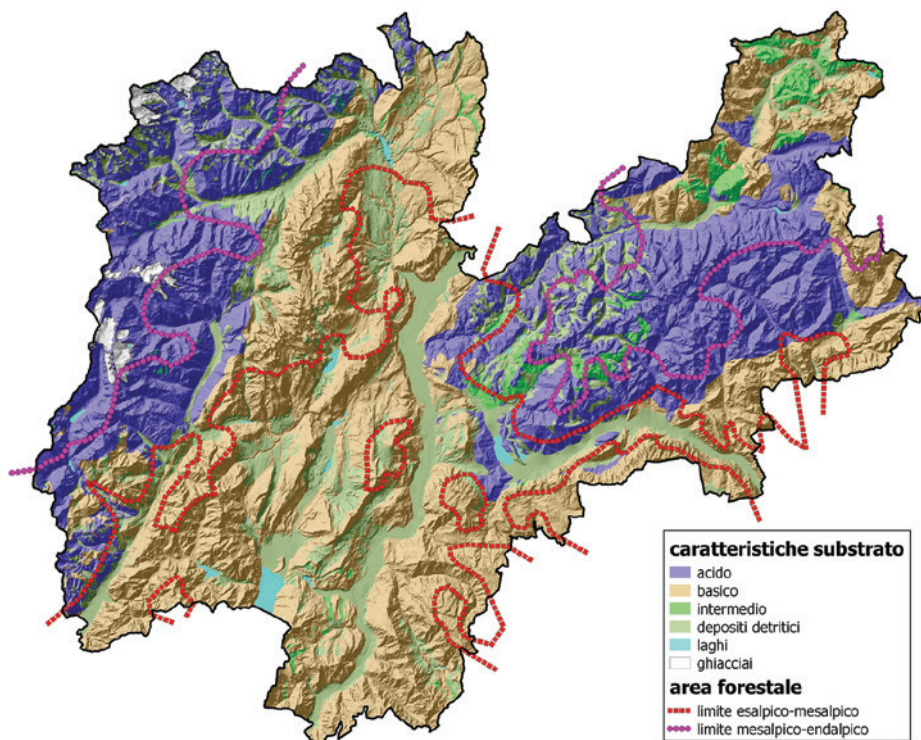 caratteristiche substrato
acido
basico
intermedio
depositi detritici
laghi
ghiacciai
area forestale
limite esalpico-mesalpico
limite mesalpico-endalpico